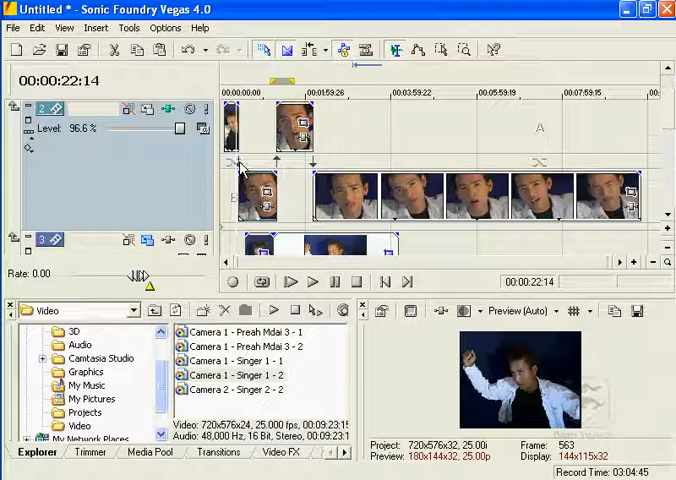 Untitled * - Sonic Foundry Vegas 4.0
File Edit View Insert Tools Options Help
00:00:22:14
00:00:00:00 00:01:59:26 00:03:59:22 00:05:59:19 00:07:59:15 00:
2
Level: 96.6 %
A
B
3
Rate: 0.00
00:00:22:14
Video
3D
Audio
Camtasia Studio
Graphics
My Music
My Pictures
Projects
Video
My Network Places
Camera 1 - Preah Mdai 3 - 1
Camera 1 - Preah Mdai 3 - 2
Camera 1 - Singer 1 - 1
Camera 1 - Singer 1 - 2
Camera 2 - Singer 2 - 2
Video: 720x576x24, 25.000 fps, 00:09:23:15
Audio: 48,000 Hz, 16 Bit, Stereo, 00:09:23:1
Explorer Trimmer Media Pool Transitions Video FX
Preview (Auto)
Project: 720x576x32, 25.00i Frame: 563
Preview: 180x144x32, 25.00p Display: 144x115x32
Record Time: 03:04:45